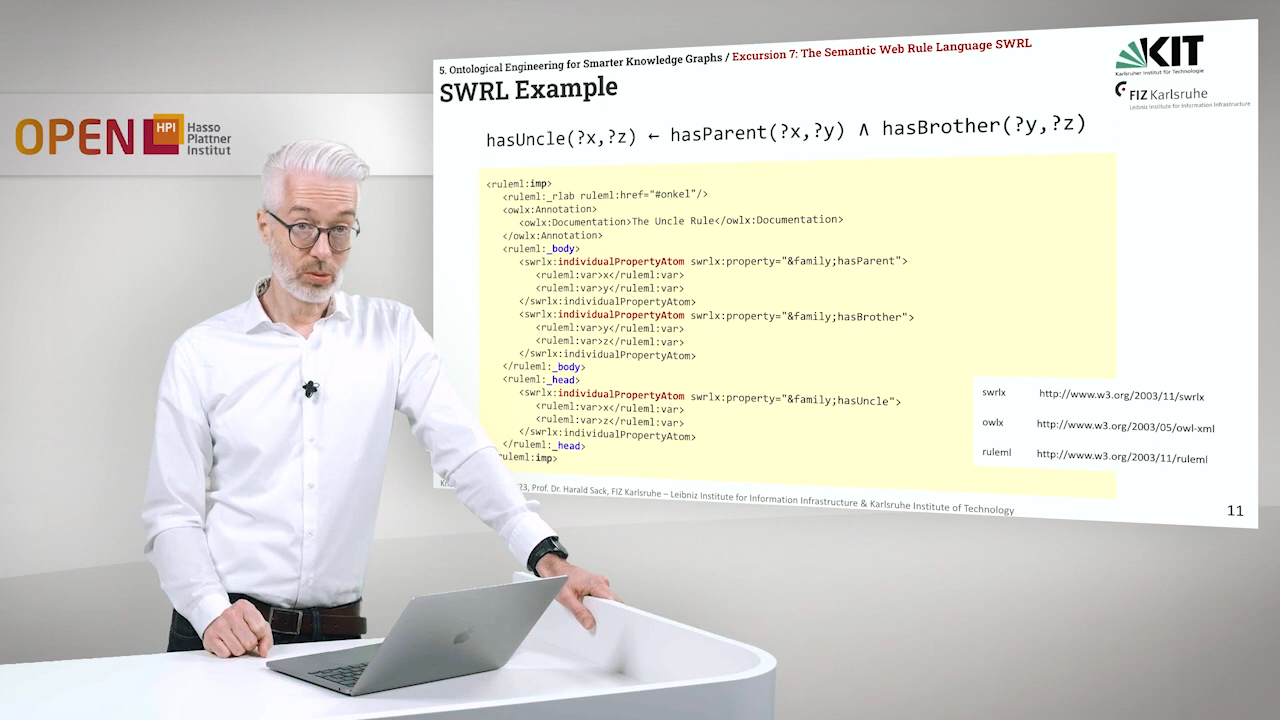 5. Ontological Engineering for Smarter Knowledge Graphs / Excursion 7: The Semantic Web Rule Language SWRL
SWRL Example
KIT
Karlsruher Institut für Technologie
FIZ Karlsruhe
Leibniz Institute for Information Infrastructure
OPEN HPI Hasso
Plattner
Institut
hasUncle(?x,?z) ← hasParent(?x,?y) ∧ hasBrother(?y,?z)
<ruleml:imp>
<ruleml:_rlab ruleml:href="#onkel"/>
<owlx:Annotation>
<owlx:Documentation>The Uncle Rule</owlx:Documentation>
</owlx:Annotation>
<ruleml:_body>
<swrlx:individualPropertyAtom swrlx:property="&family;hasParent">
<ruleml:var>x</ruleml:var>
<ruleml:var>y</ruleml:var>
</swrlx:individualPropertyAtom>
<swrlx:individualPropertyAtom swrlx:property="&family;hasBrother">
<ruleml:var>y</ruleml:var>
<ruleml:var>z</ruleml:var>
</swrlx:individualPropertyAtom>
</ruleml:_body>
<ruleml:_head>
<swrlx:individualPropertyAtom swrlx:property="&family;hasUncle">
<ruleml:var>x</ruleml:var>
<ruleml:var>z</ruleml:var>
</swrlx:individualPropertyAtom>
</ruleml:_head>
ruleml:imp>
swrlx http://www.w3.org/2003/11/swrlx
owlx http://www.w3.org/2003/05/owl-xml
ruleml http://www.w3.org/2003/11/ruleml
23, Prof. Dr. Harald Sack, FIZ Karlsruhe – Leibniz Institute for Information Infrastructure & Karlsruhe Institute of Technology
11